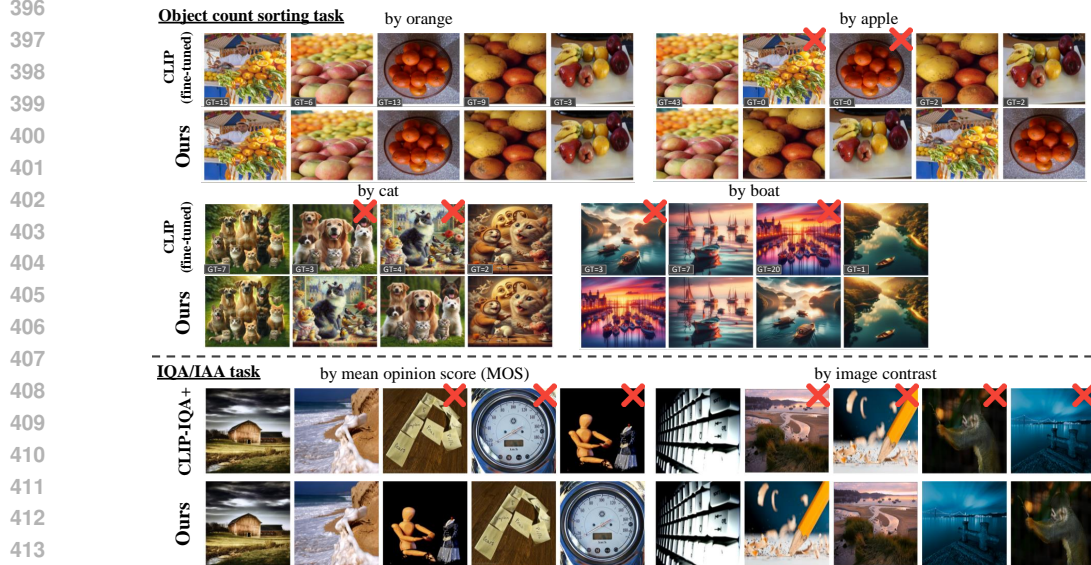 396
397
398
399
400
401
402
403
404
405
406
407
408
409
410
411
412
413
Object count sorting task
by orange
by apple
CLIP
(fine-tuned)
GT=15
GT=6
GT=13
GT=9
GT=3
GT=43
GT=0
GT=0
GT=2
GT=2
Ours
by cat
by boat
CLIP
(fine-tuned)
GT=7
GT=3
GT=4
GT=2
GT=3
GT=7
GT=20
GT=1
Ours
IQA/IAA task
by mean opinion score (MOS)
by image contrast
CLIP-IQA+
Ours